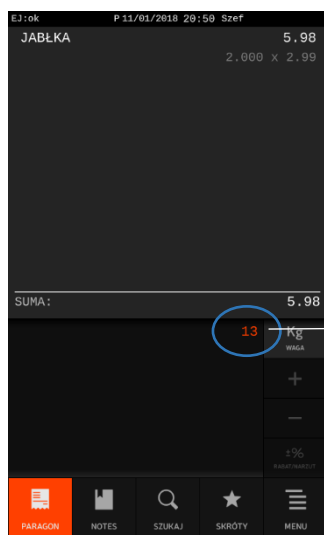 EJ:ok P 11/01/2018 20:50 Szef
JABŁKA 5.98
2.000 x 2.99
SUMA: 5.98
13 Kg
WAGA
+
−
±%
RABAT/NARZUT
PARAGON NOTES SZUKAJ SKRÓTY MENU